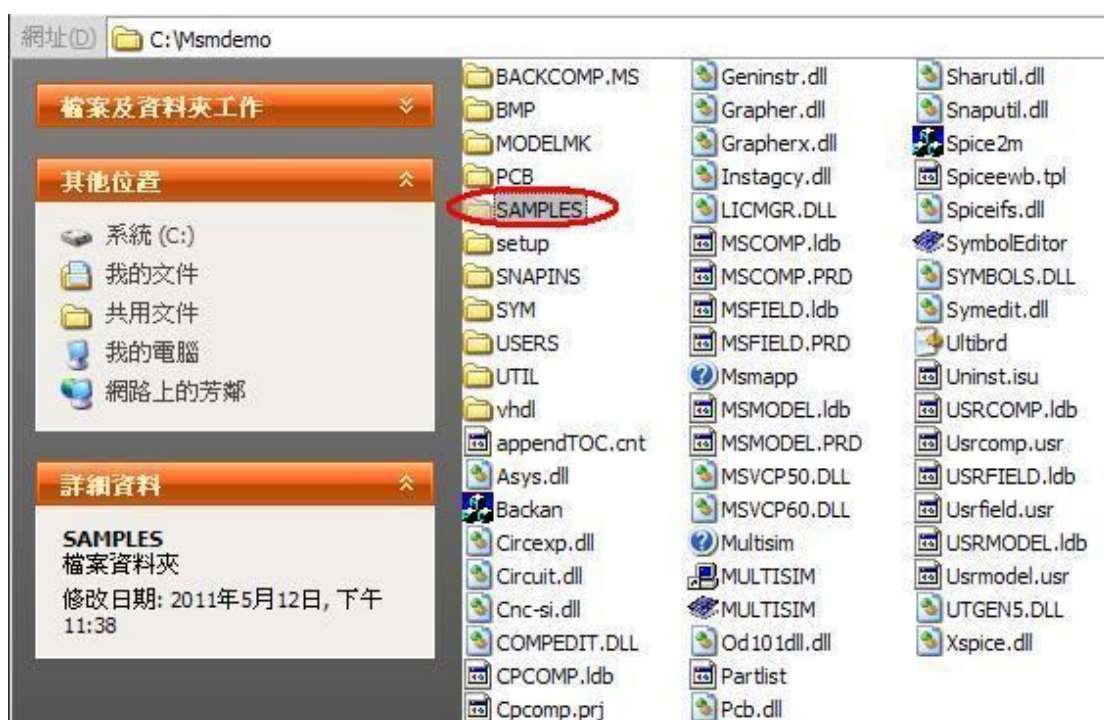 網址(D) C:\Msmdemo
檔案及資料夾工作
其他位置
系統 (C:)
我的文件
共用文件
我的電腦
網路上的芳鄰
詳細資料
SAMPLES
檔案資料夾
修改日期: 2011年5月12日, 下午
11:38
BACKCOMP.MS
BMP
MODELMK
PCB
SAMPLES
setup
SNAPINS
SYM
USERS
UTIL
vhdl
appendTOC.cnt
Asys.dll
Backan
Circexp.dll
Circuit.dll
Cnc-si.dll
COMPEDIT.DLL
CPCOMP.ldb
Cpcomp.prj
Geninstr.dll
Grapher.dll
Grapherx.dll
Instagcy.dll
LICMGR.DLL
MSCOMP.ldb
MSCOMP.PRD
MSFIELD.ldb
MSFIELD.PRD
Msmapp
MSMODEL.ldb
MSMODEL.PRD
MSVCP50.DLL
MSVCP60.DLL
Multisim
MULTISIM
MULTISIM
Od101dll.dll
Partlist
Pcb.dll
Sharutil.dll
Snaputil.dll
Spice2m
Spiceewb.tpl
Spiceifs.dll
SymbolEditor
SYMBOLS.DLL
Symedit.dll
Ultibrd
Uninst.isu
USRCOMP.ldb
Usrcomp.usr
USRFIELD.ldb
Usrfield.usr
USRMODEL.ldb
Usrmodel.usr
UTGEN5.DLL
Xspice.dll